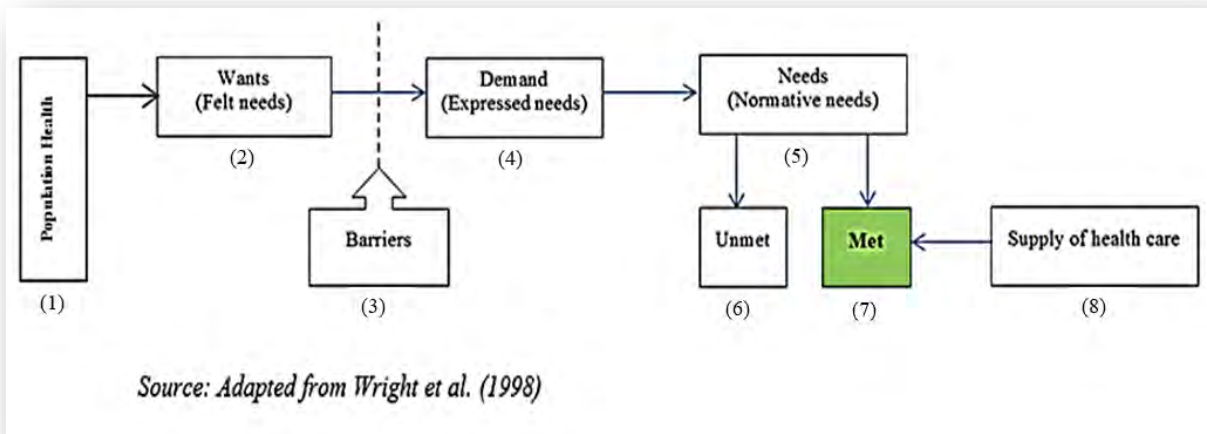 Population Health
(1)
Wants
(Felt needs)
(2)
Barriers
(3)
Demand
(Expressed needs)
(4)
Needs
(Normative needs)
(5)
Unmet
(6)
Met
(7)
Supply of health care
(8)
Source: Adapted from Wright et al. (1998)